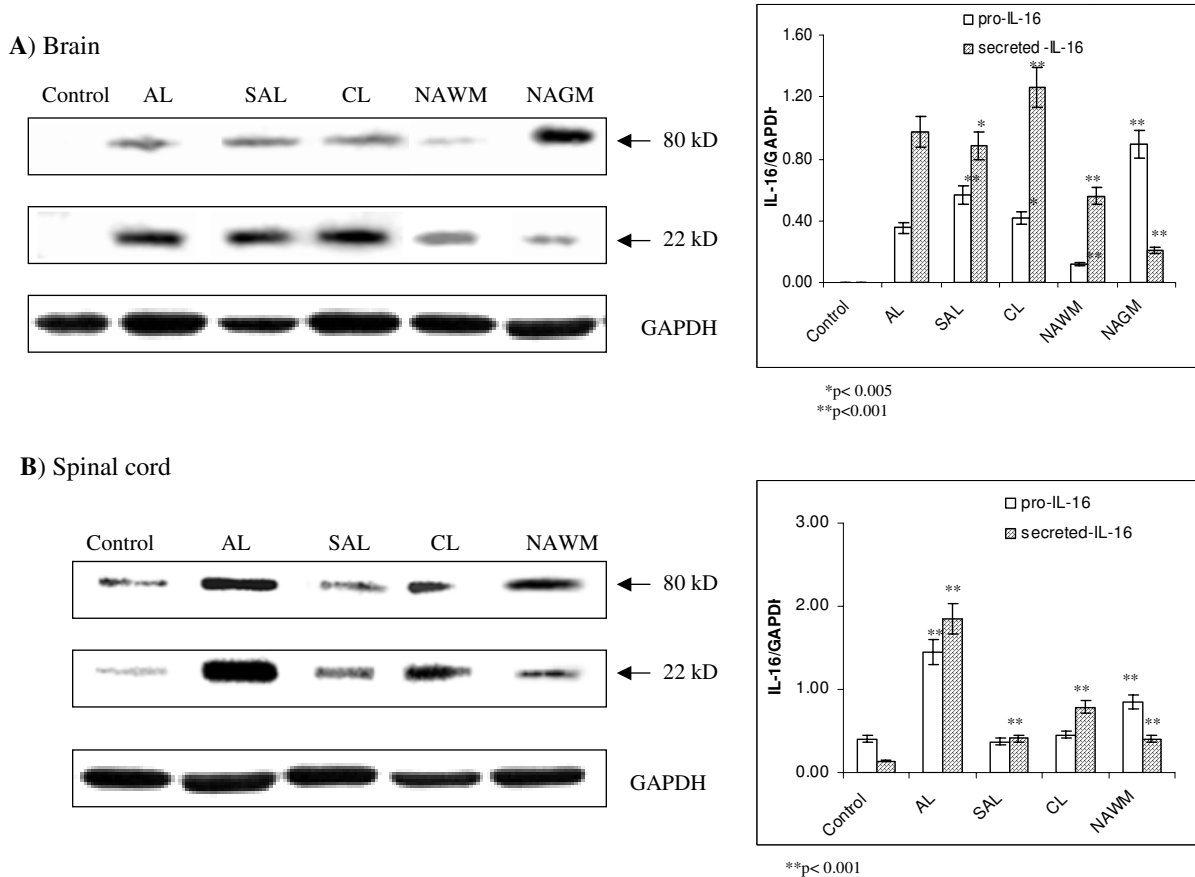 A) Brain
Control AL SAL CL NAWM NAGM
80 kD
22 kD
GAPDH
pro-IL-16
secreted -IL-16
IL-16/GAPDH
1.60
1.20
0.80
0.40
0.00
** * ** ** * ** ** ** **
Control AL SAL CL NAWM NAGM
*p< 0.005
**p<0.001
B) Spinal cord
Control AL SAL CL NAWM
80 kD
22 kD
GAPDH
pro-IL-16
secreted-IL-16
IL-16/GAPDH
3.00
2.00
1.00
0.00
** ** ** ** ** **
Control AL SAL CL NAWM
**p< 0.001